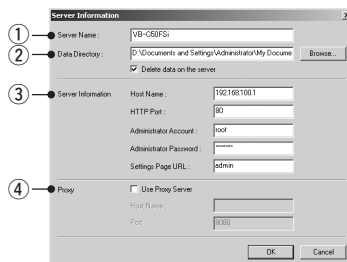 Server Information
① Server Name : VB-C50FSi
② Data Directory : D:\Documents and Settings\Administrator\My Docume Browse...
Delete data on the server
③ Server Information Host Name : 192.168.100.1
HTTP Port : 80
Administrator Account : root
Administrator Password :
Settings Page URL : admin
④ Proxy Use Proxy Server
Host Name :
Port : 8080
OK Cancel